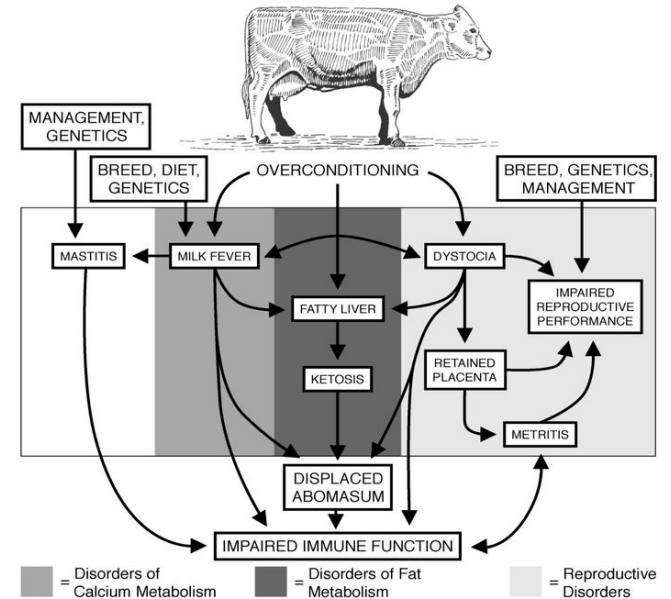 MANAGEMENT,
GENETICS
BREED, DIET,
GENETICS
OVERCONDITIONING
BREED, GENETICS,
MANAGEMENT
MASTITIS
MILK FEVER
DYSTOCIA
FATTY LIVER
IMPAIRED
REPRODUCTIVE
PERFORMANCE
KETOSIS
RETAINED
PLACENTA
METRITIS
DISPLACED
ABOMASUM
IMPAIRED IMMUNE FUNCTION
= Disorders of
Calcium Metabolism
= Disorders of Fat
Metabolism
= Reproductive
Disorders